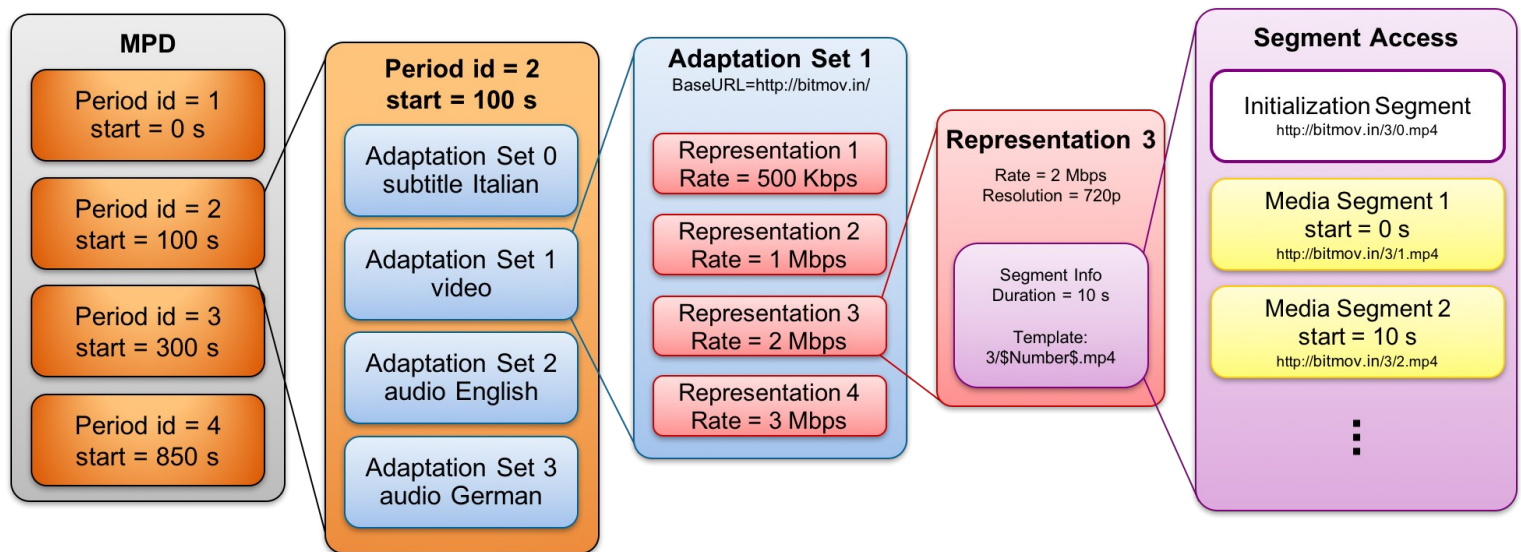 MPD
Period id = 1
start = 0 s
Period id = 2
start = 100 s
Period id = 3
start = 300 s
Period id = 4
start = 850 s
Period id = 2
start = 100 s
Adaptation Set 0
subtitle Italian
Adaptation Set 1
video
Adaptation Set 2
audio English
Adaptation Set 3
audio German
Adaptation Set 1
BaseURL=http://bitmov.in/
Representation 1
Rate = 500 Kbps
Representation 2
Rate = 1 Mbps
Representation 3
Rate = 2 Mbps
Representation 4
Rate = 3 Mbps
Representation 3
Rate = 2 Mbps
Resolution = 720p
Segment Info
Duration = 10 s
Template:
3/$Number$.mp4
Segment Access
Initialization Segment
http://bitmov.in/3/0.mp4
Media Segment 1
start = 0 s
http://bitmov.in/3/1.mp4
Media Segment 2
start = 10 s
http://bitmov.in/3/2.mp4